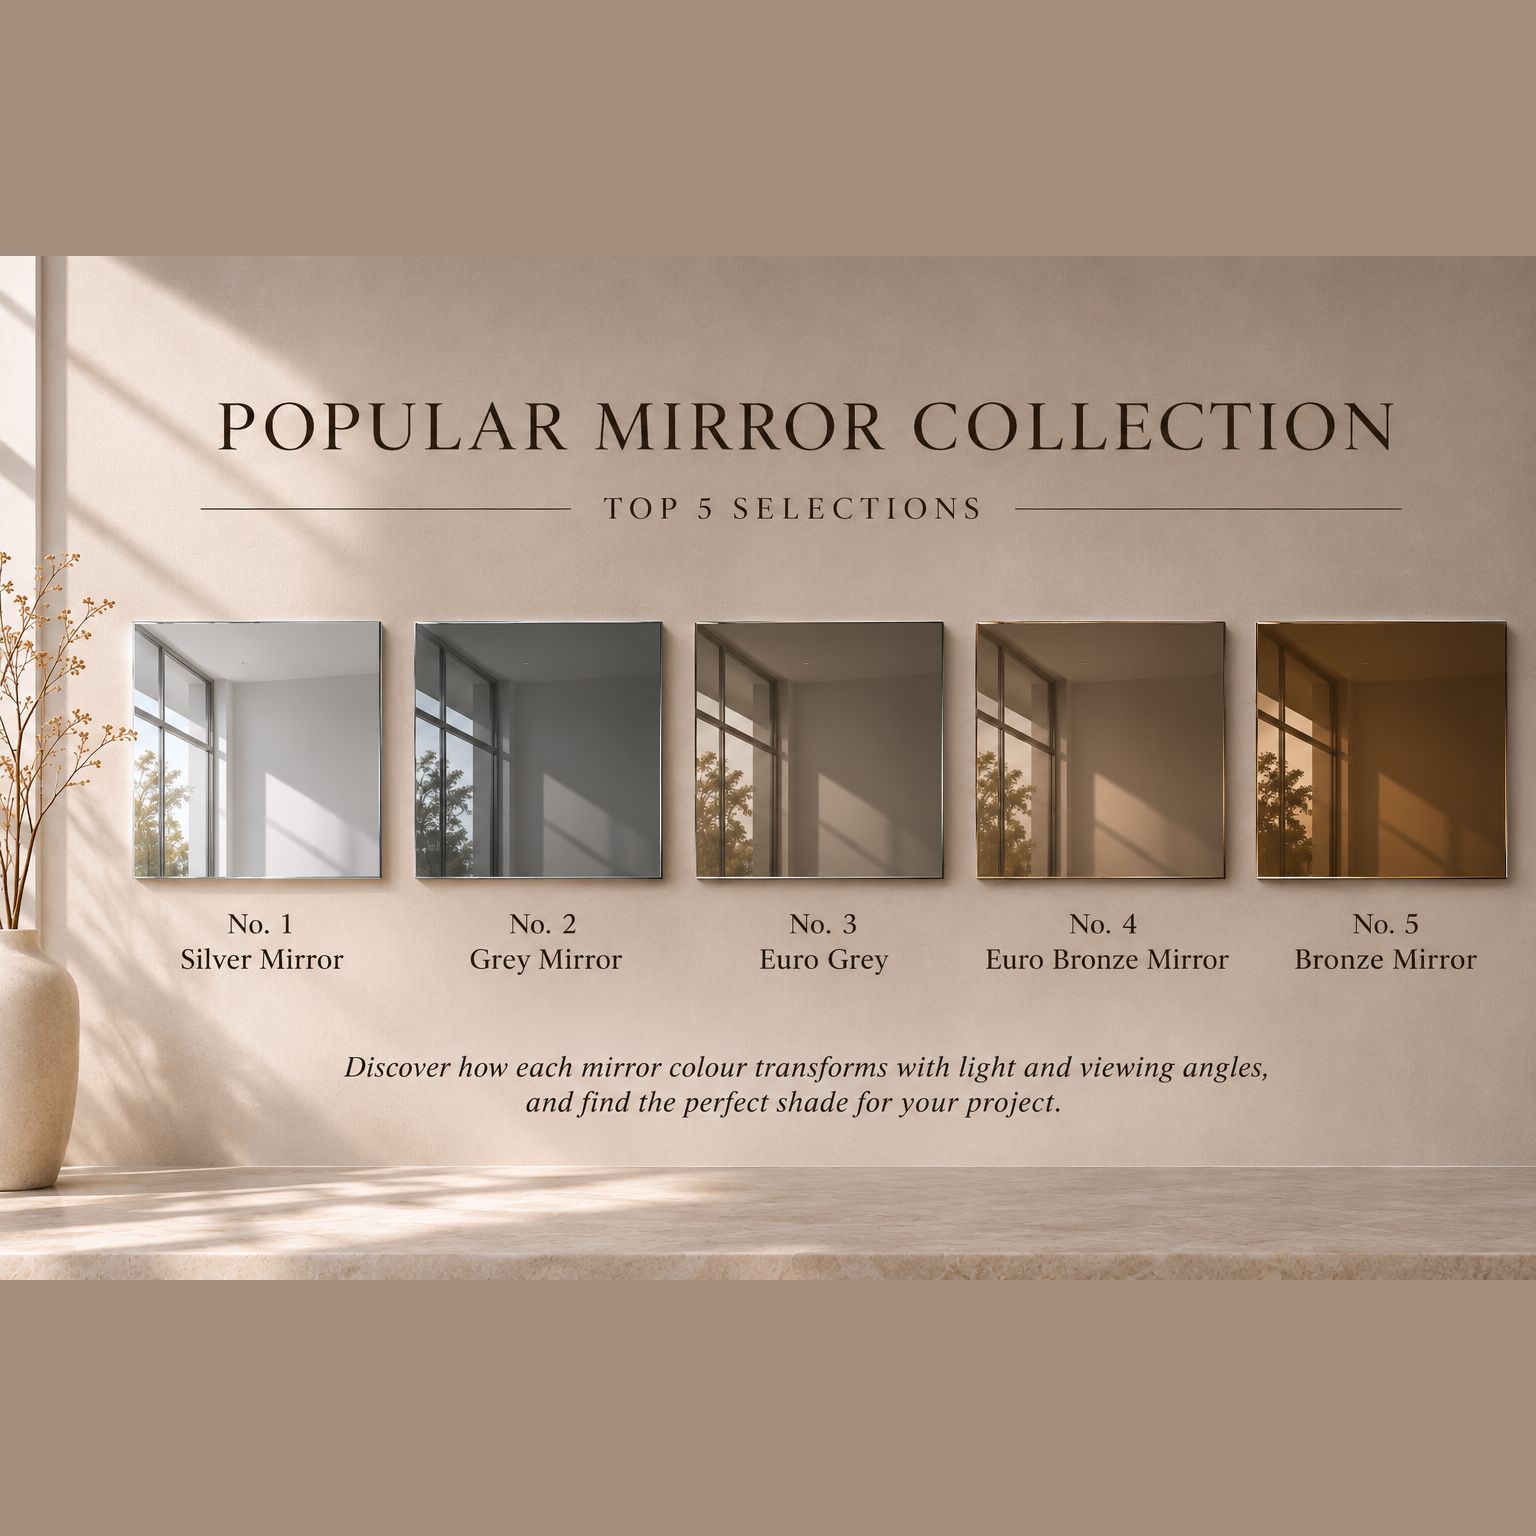 POPULAR MIRROR COLLECTION
TOP 5 SELECTIONS
No. 1
Silver Mirror
No. 2
Grey Mirror
No. 3
Euro Grey
No. 4
Euro Bronze Mirror
No. 5
Bronze Mirror
Discover how each mirror colour transforms with light and viewing angles,
and find the perfect shade for your project.